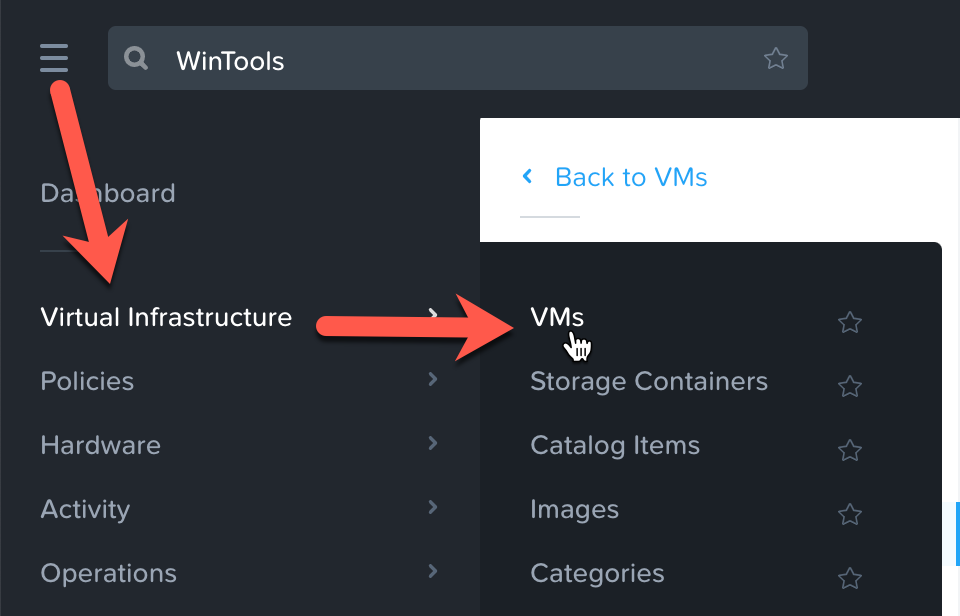 WinTools
Dashboard
Back to VMs
Virtual Infrastructure
VMs
Policies
Storage Containers
Hardware
Catalog Items
Activity
Images
Operations
Categories